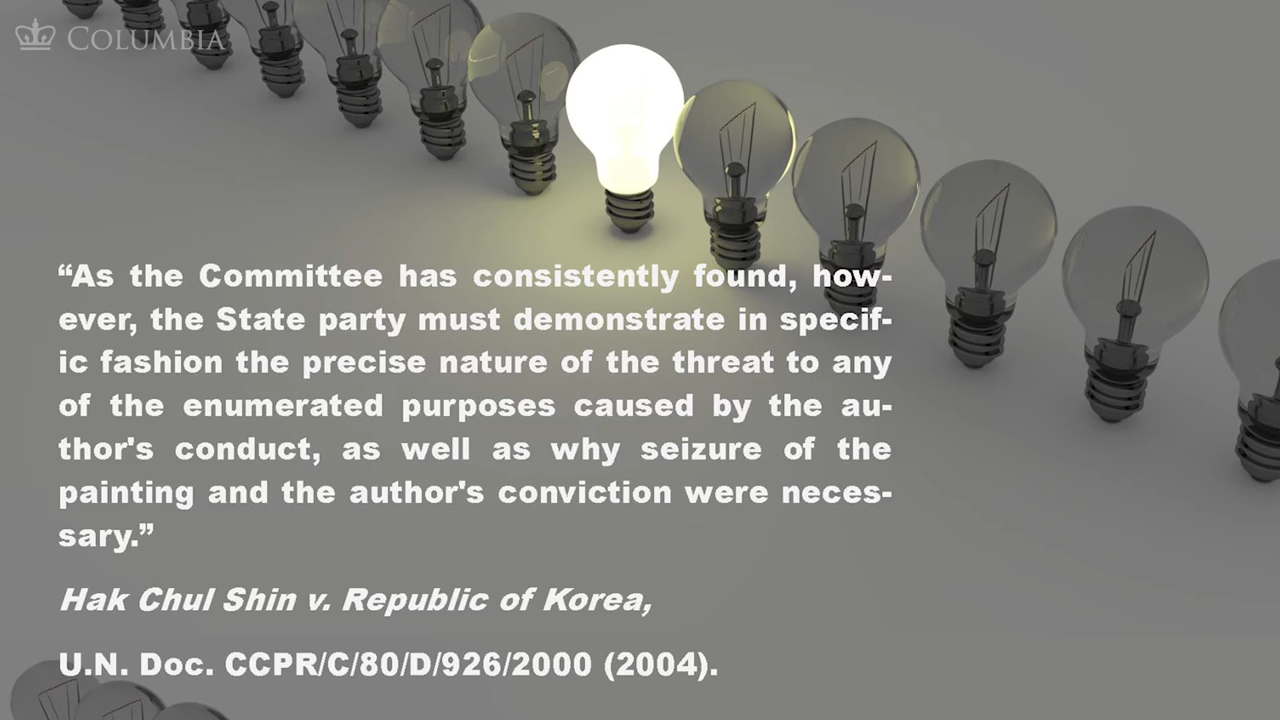 COLUMBIA
“As the Committee has consistently found, how-
ever, the State party must demonstrate in specif-
ic fashion the precise nature of the threat to any
of the enumerated purposes caused by the au-
thor's conduct, as well as why seizure of the
painting and the author's conviction were neces-
sary.”
Hak Chul Shin v. Republic of Korea,
U.N. Doc. CCPR/C/80/D/926/2000 (2004).